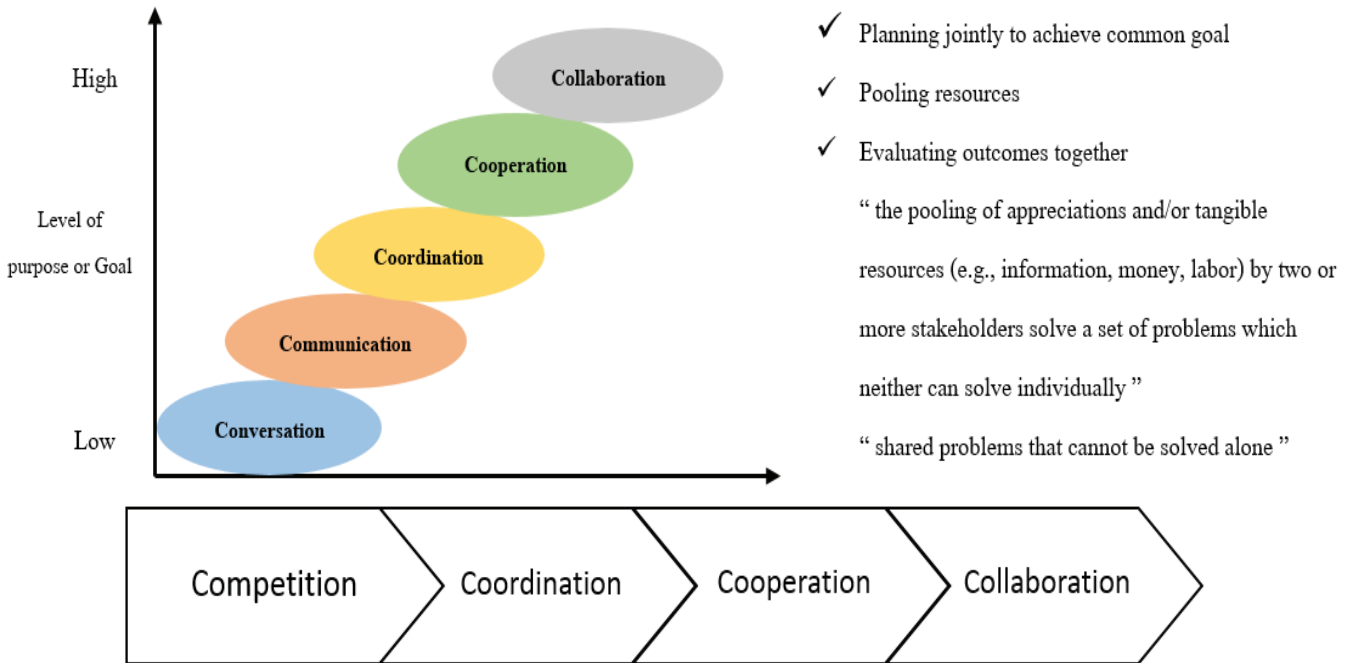 High
Level of
purpose or Goal
Low
Collaboration
Cooperation
Coordination
Communication
Conversation
✓ Planning jointly to achieve common goal
✓ Pooling resources
✓ Evaluating outcomes together
“ the pooling of appreciations and/or tangible
resources (e.g., information, money, labor) by two or
more stakeholders solve a set of problems which
neither can solve individually ”
“ shared problems that cannot be solved alone ”
Competition
Coordination
Cooperation
Collaboration